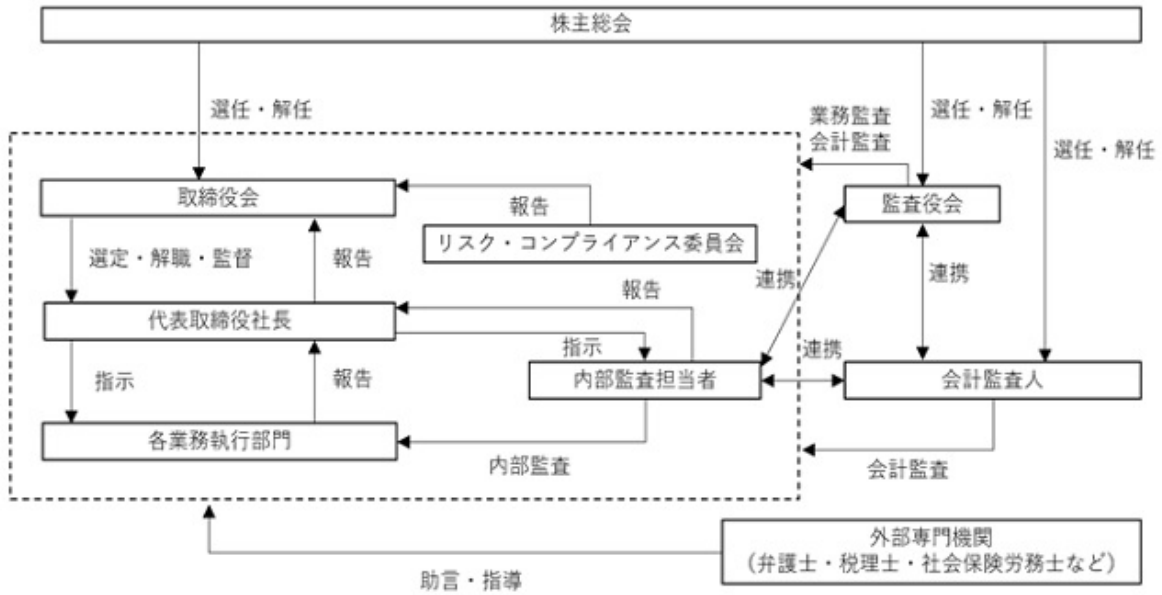 株主総会
選任・解任
業務監査
会計監査
選任・解任
選任・解任
取締役会
報告
監査役会
リスク・コンプライアンス委員会
選定・解職・監督
報告
連携
連携
報告
代表取締役社長
指示
連携
指示
報告
内部監査担当者
会計監査人
各業務執行部門
内部監査
会計監査
外部専門機関
（弁護士・税理士・社会保険労務士など）
助言・指導